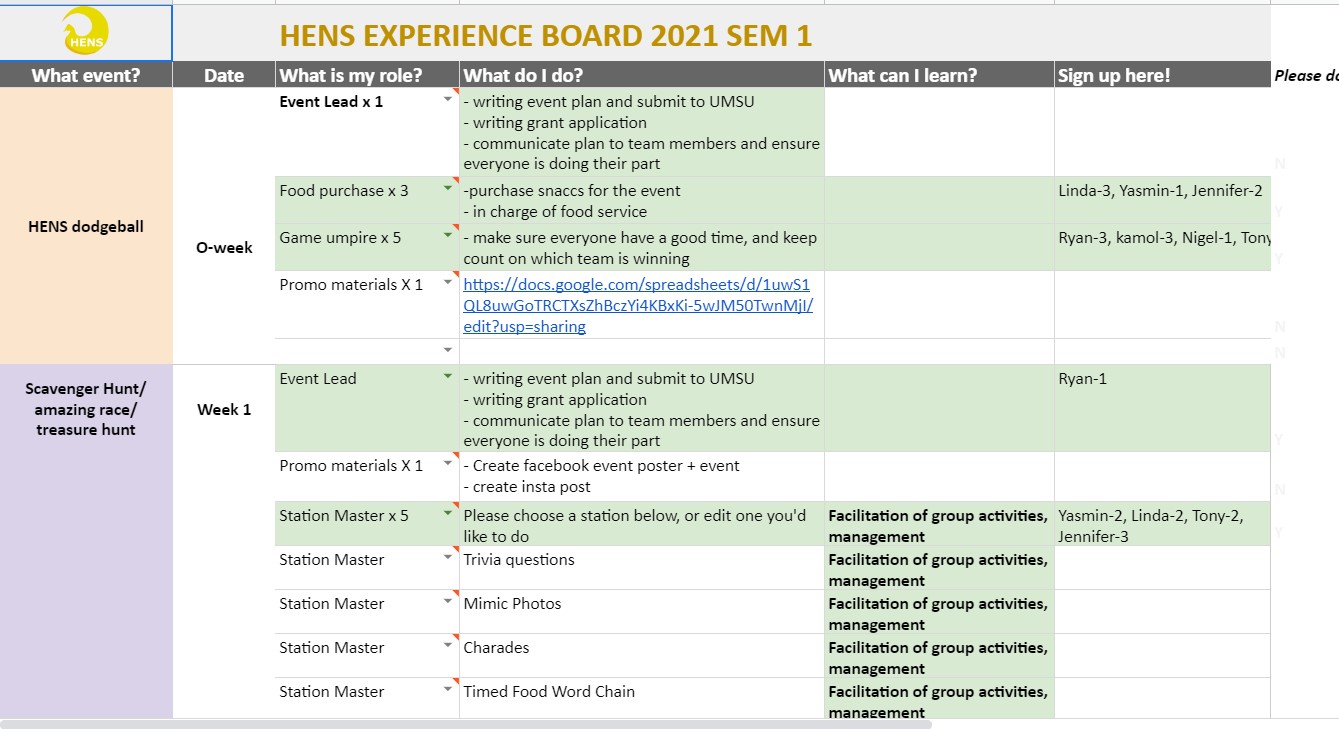 HENS
HENS EXPERIENCE BOARD 2021 SEM 1
What event?
Date
What is my role?
What do I do?
What can I learn?
Sign up here!
Please do
HENS dodgeball
O-week
Event Lead x 1
- writing event plan and submit to UMSU
- writing grant application
- communicate plan to team members and ensure
everyone is doing their part
N
Food purchase x 3
-purchase snaccs for the event
- in charge of food service
Linda-3, Yasmin-1, Jennifer-2
Y
Game umpire x 5
- make sure everyone have a good time, and keep
count on which team is winning
Ryan-3, kamol-3, Nigel-1, Tony
Y
Promo materials X 1
https://docs.google.com/spreadsheets/d/1uwS1
QL8uwGoTRCTXsZhBczYi4KBxKi-5wJM50TwnMjI/
edit?usp=sharing
N
N
Scavenger Hunt/
amazing race/
treasure hunt
Week 1
Event Lead
- writing event plan and submit to UMSU
- writing grant application
- communicate plan to team members and ensure
everyone is doing their part
Ryan-1
Y
Promo materials X 1
- Create facebook event poster + event
- create insta post
N
Station Master x 5
Please choose a station below, or edit one you'd
like to do
Facilitation of group activities,
management
Yasmin-2, Linda-2, Tony-2,
Jennifer-3
Y
Station Master
Trivia questions
Facilitation of group activities,
management
Station Master
Mimic Photos
Facilitation of group activities,
management
Station Master
Charades
Facilitation of group activities,
management
Station Master
Timed Food Word Chain
Facilitation of group activities,
management